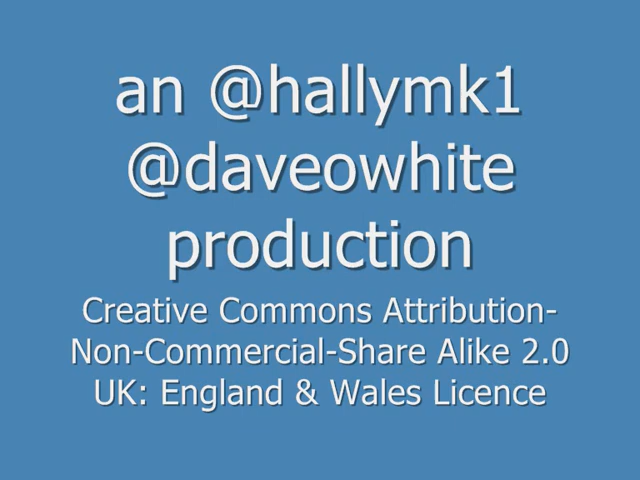 an @hallymk1
@daveowhite
production
Creative Commons Attribution-
Non-Commercial-Share Alike 2.0
UK: England & Wales Licence